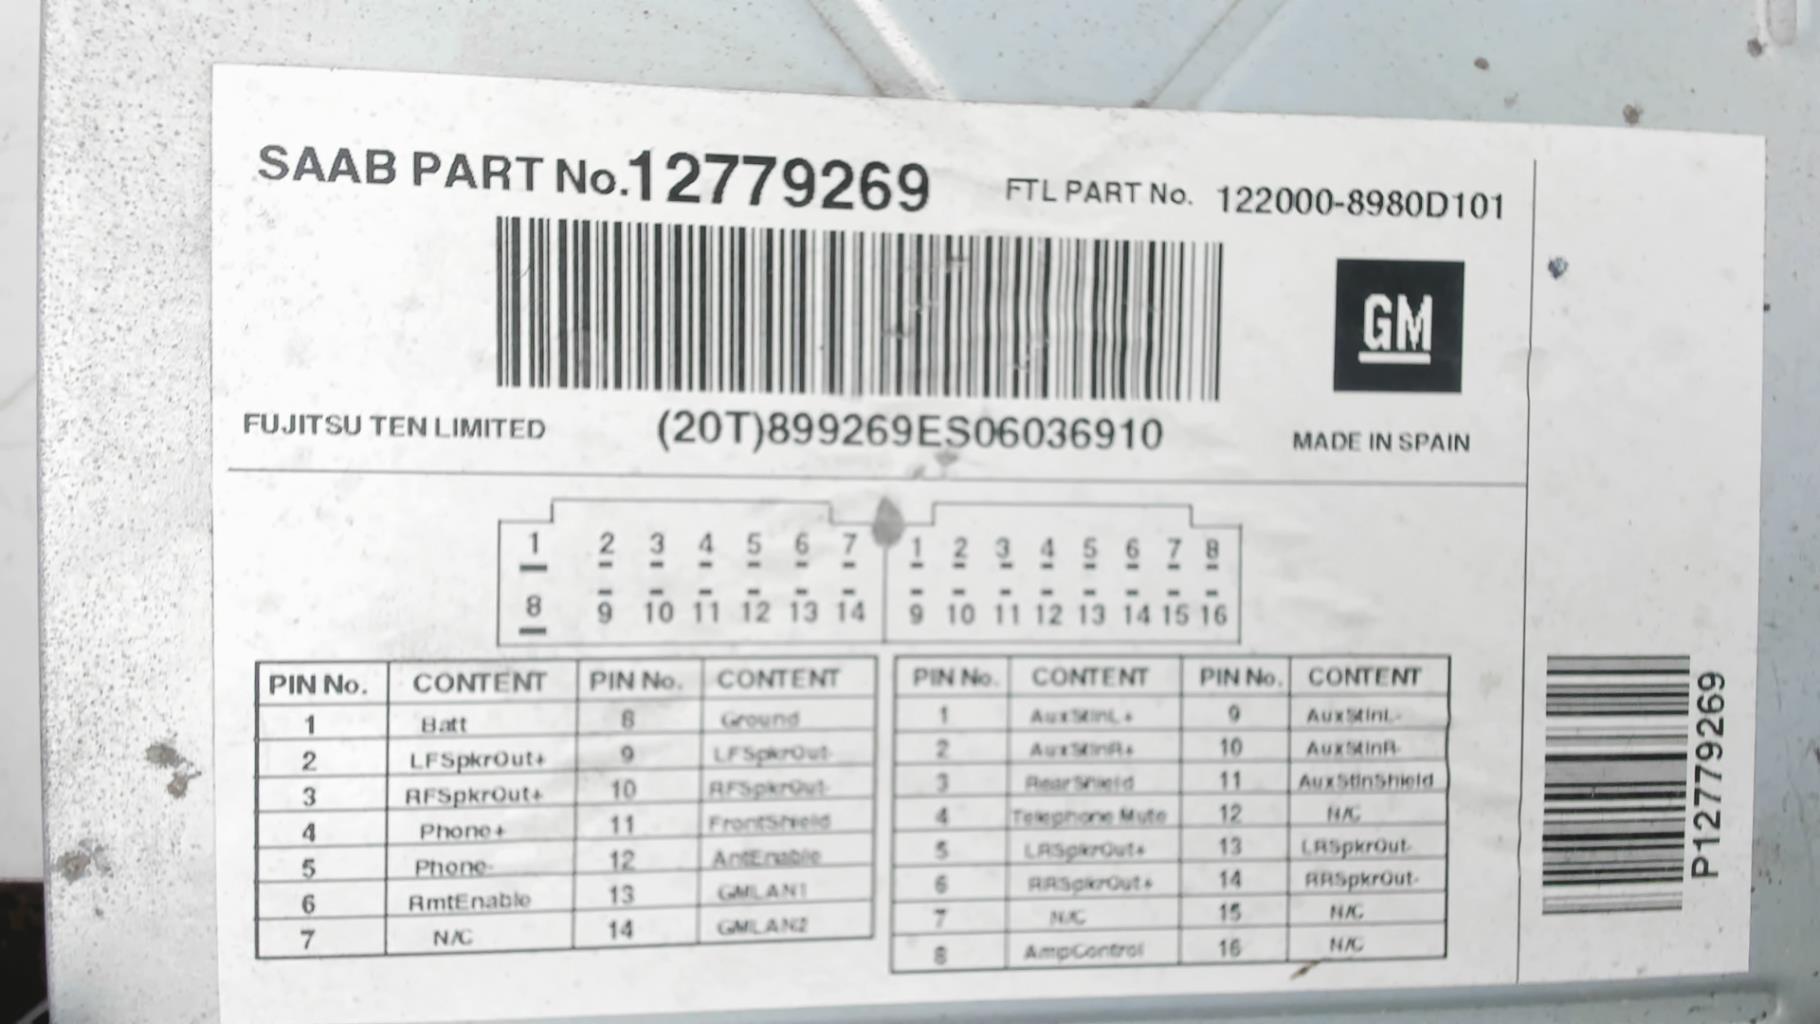 SAAB PART No.12779269 FTL PART No. 122000-8980D101
GM
FUJITSU TEN LIMITED (20T)899269ES06036910 MADE IN SPAIN
1 2 3 4 5 6 7 1 2 3 4 5 6 7 8
8 9 10 11 12 13 14 9 10 11 12 13 14 15 16
PIN No. CONTENT PIN No. CONTENT PIN No. CONTENT PIN No. CONTENT
1 Batt 8 Ground 1 AuxStInL+ 9 AuxStInL-
2 LFSpkrOut+ 9 LFSpkrOut- 2 AuxStInR+ 10 AuxStInR-
3 RFSpkrOut+ 10 RFSpkrOut- 3 RearShield 11 AuxStInShield
4 Phone+ 11 FrontShield 4 Telephone Mute 12 N/C
5 Phone- 12 AntEnable 5 LRSpkrOut+ 13 LRSpkrOut-
6 RmtEnable 13 GMLAN1 6 RRSpkrOut+ 14 RRSpkrOut-
7 N/C 14 GMLAN2 7 N/C 15 N/C
8 AmpControl 16 N/C
P12779269